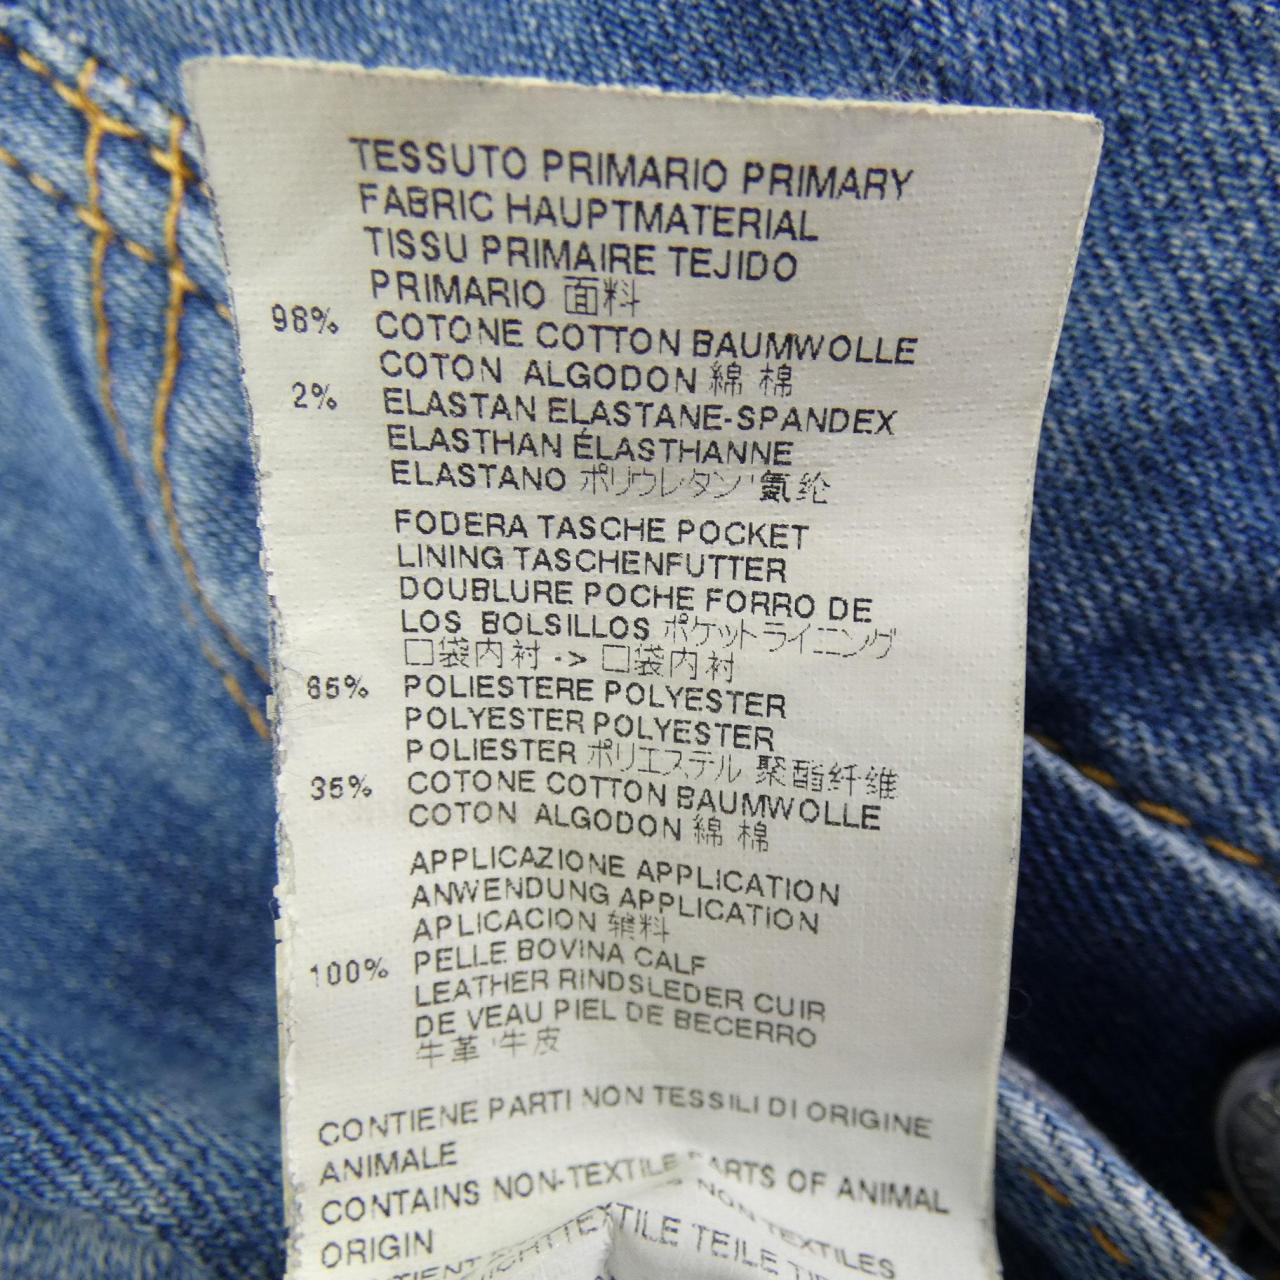 TESSUTO PRIMARIO PRIMARY
FABRIC HAUPTMATERIAL
TISSU PRIMAIRE TEJIDO
PRIMARIO 面料
98% COTONE COTTON BAUMWOLLE
COTON ALGODON 綿 棉
2% ELASTAN ELASTANE-SPANDEX
ELASTHAN ÉLASTHANNE
ELASTANO ポリウレタン' 氨纶
FODERA TASCHE POCKET
LINING TASCHENFUTTER
DOUBLURE POCHE FORRO DE
LOS BOLSILLOS ポケットライニング
口袋内衬 -> 口袋内衬
65% POLIESTERE POLYESTER
POLYESTER POLYESTER
POLIESTER ポリエステル 聚酯纤维
35% COTONE COTTON BAUMWOLLE
COTON ALGODON 綿 棉
APPLICAZIONE APPLICATION
ANWENDUNG APPLICATION
APLICACION 辅料
100% PELLE BOVINA CALF
LEATHER RINDSLEDER CUIR
DE VEAU PIEL DE BECERRO
牛革 '牛皮
CONTIENE PARTI NON TESSILI DI ORIGINE
ANIMALE
CONTAINS NON-TEXTILE PARTS OF ANIMAL
ORIGIN
NON TEXTILES
TEILE